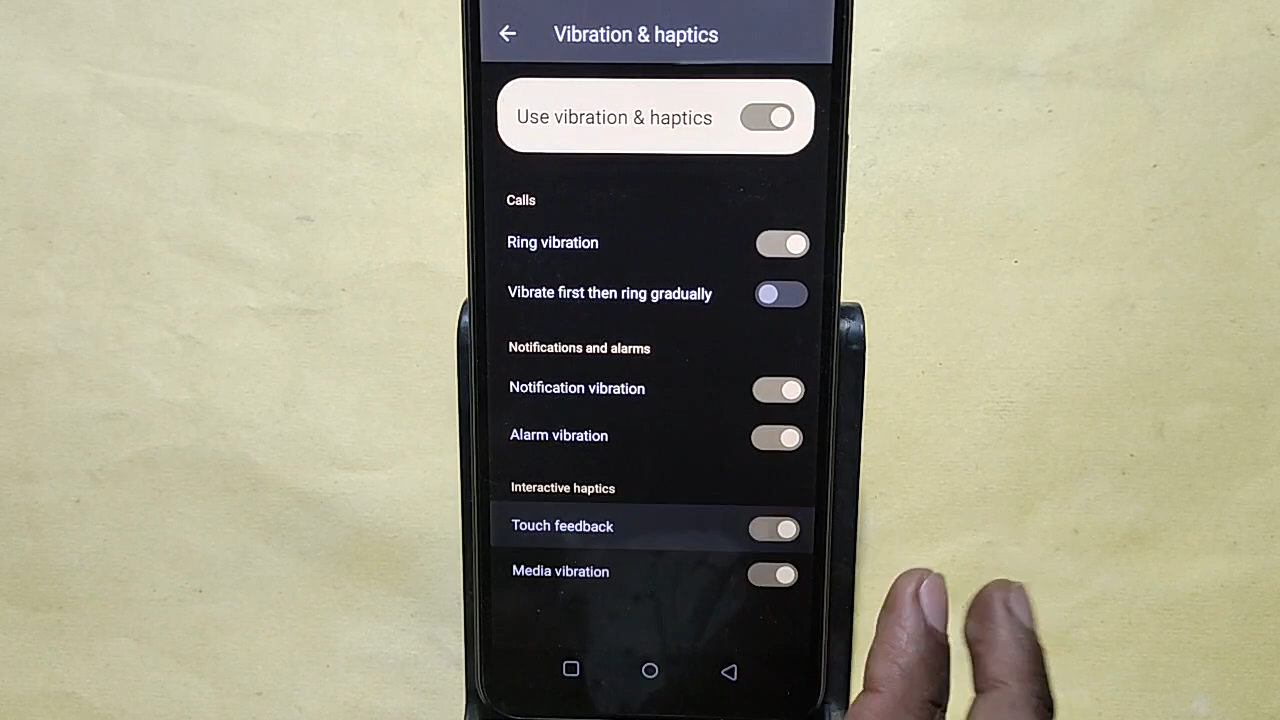 Vibration & haptics
Use vibration & haptics
Calls
Ring vibration
Vibrate first then ring gradually
Notifications and alarms
Notification vibration
Alarm vibration
Interactive haptics
Touch feedback
Media vibration